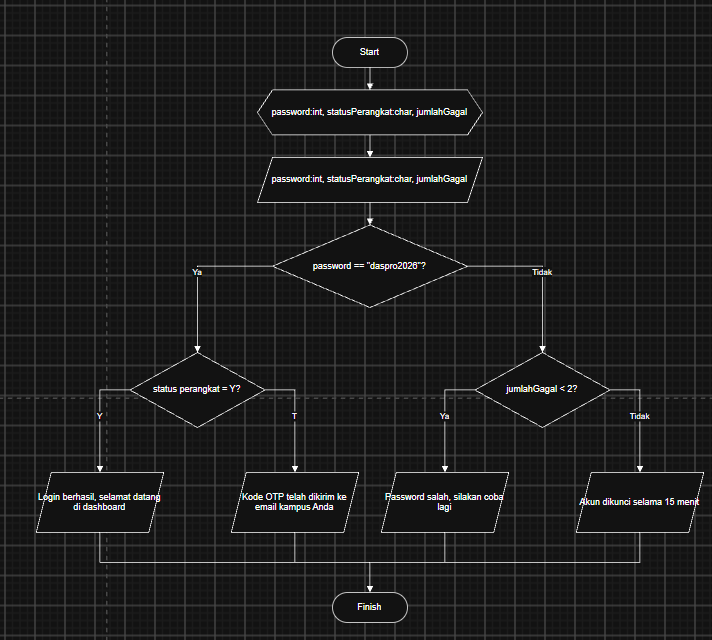 Start
password:int, statusPerangkat:char, jumlahGagal
password:int, statusPerangkat:char, jumlahGagal
password == "daspro2026"?
Ya
Tidak
status perangkat = Y?
jumlahGagal < 2?
Y
T
Ya
Tidak
Login berhasil, selamat datang
di dashboard
Kode OTP telah dikirim ke
email kampus Anda
Password salah, silakan coba
lagi
Akun dikunci selama 15 menit
Finish